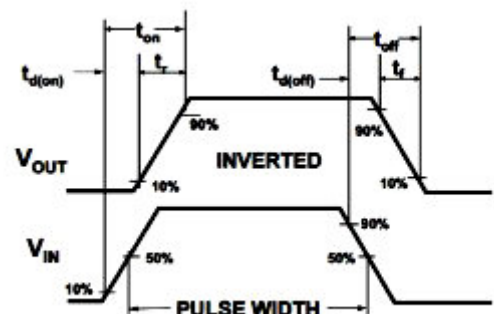 ton
toff
tr
tf
td(on)
td(off)
90%
90%
VOUT
INVERTED
10%
10%
VIN
90%
50%
50%
10%
PULSE WIDTH